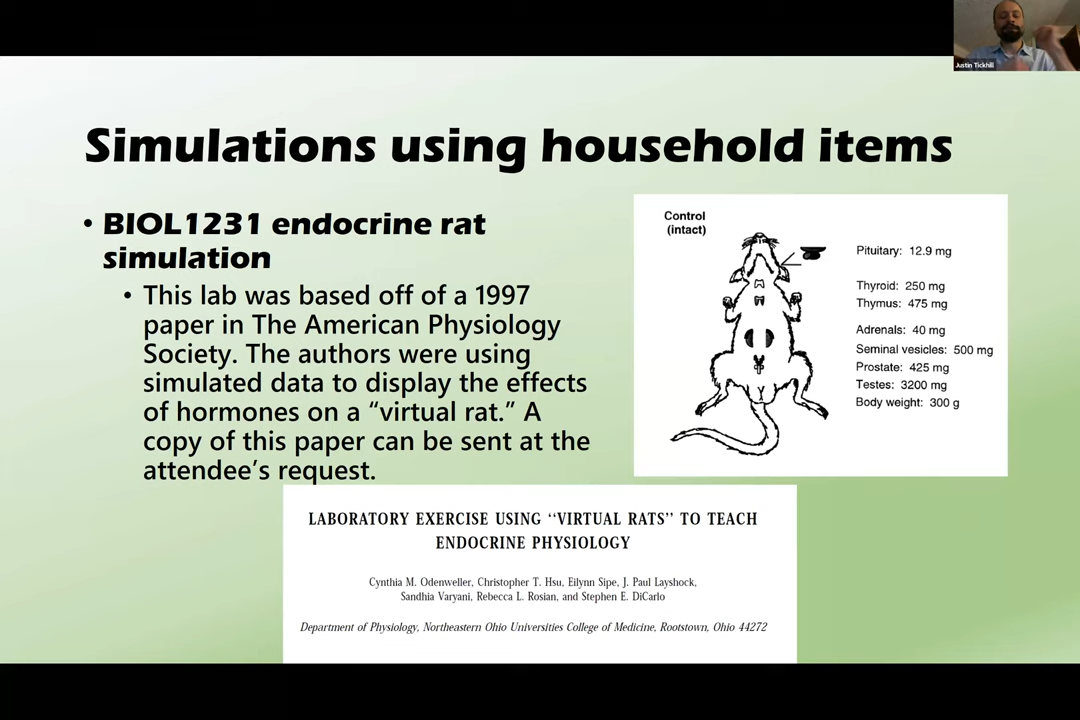 Justin Tickhill
Simulations using household items
• BIOL1231 endocrine rat
simulation
• This lab was based off of a 1997
paper in The American Physiology
Society. The authors were using
simulated data to display the effects
of hormones on a “virtual rat.” A
copy of this paper can be sent at the
attendee’s request.
Control
(intact)
Pituitary: 12.9 mg
Thyroid: 250 mg
Thymus: 475 mg
Adrenals: 40 mg
Seminal vesicles: 500 mg
Prostate: 425 mg
Testes: 3200 mg
Body weight: 300 g
LABORATORY EXERCISE USING ‘‘VIRTUAL RATS’’ TO TEACH
ENDOCRINE PHYSIOLOGY
Cynthia M. Odenweller, Christopher T. Hsu, Eilynn Sipe, J. Paul Layshock,
Sandhia Varyani, Rebecca L. Rosian, and Stephen E. DiCarlo
Department of Physiology, Northeastern Ohio Universities College of Medicine, Rootstown, Ohio 44272